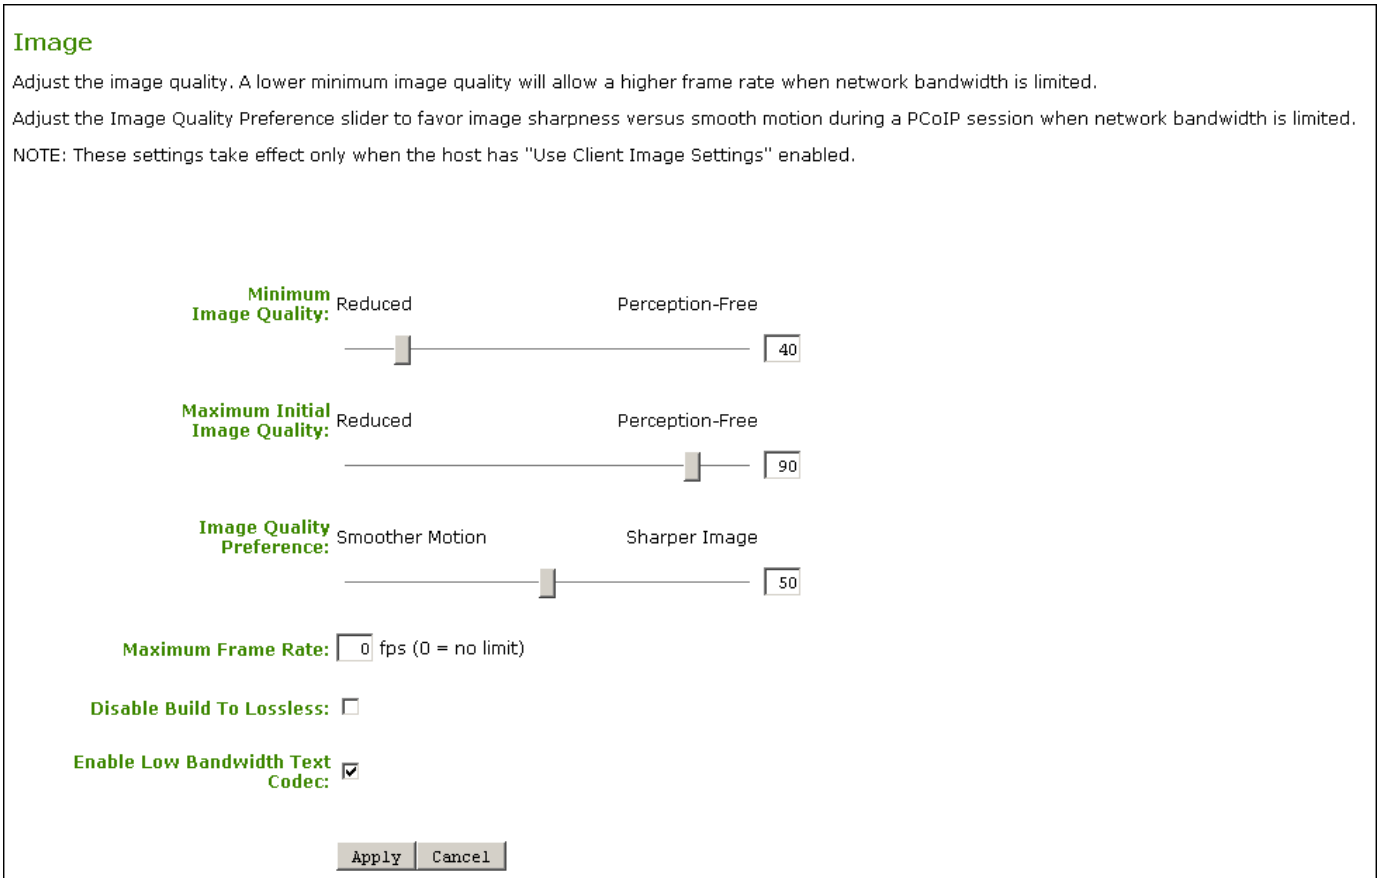 Image
Adjust the image quality. A lower minimum image quality will allow a higher frame rate when network bandwidth is limited.
Adjust the Image Quality Preference slider to favor image sharpness versus smooth motion during a PCoIP session when network bandwidth is limited.
NOTE: These settings take effect only when the host has "Use Client Image Settings" enabled.
Minimum
Image Quality:
Reduced Perception-Free
40
Maximum Initial
Image Quality:
Reduced Perception-Free
90
Image Quality
Preference:
Smoother Motion Sharper Image
50
Maximum Frame Rate: 0 fps (0 = no limit)
Disable Build To Lossless:
Enable Low Bandwidth Text
Codec:
Apply Cancel